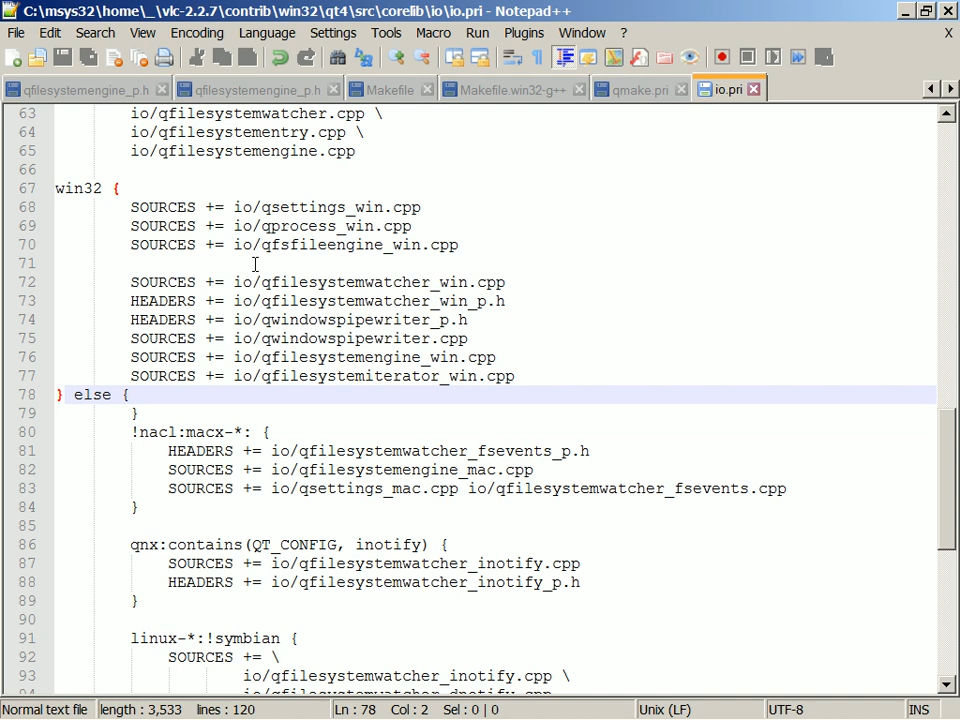 C:\msys32\home\_\vlc-2.2.7\contrib\win32\qt4\src\corelib\io\io.pri - Notepad++
File Edit Search View Encoding Language Settings Tools Macro Run Plugins Window ? X
qfilesystemengine_p.h qfilesystemengine_p.h Makefile Makefile.win32-g++ qmake.pri io.pri
63 io/qfilesystemwatcher.cpp \
64 io/qfilesystementry.cpp \
65 io/qfilesystemengine.cpp
66
67 win32 {
68 SOURCES += io/qsettings_win.cpp
69 SOURCES += io/qprocess_win.cpp
70 SOURCES += io/qfsfileengine_win.cpp
71
72 SOURCES += io/qfilesystemwatcher_win.cpp
73 HEADERS += io/qfilesystemwatcher_win_p.h
74 HEADERS += io/qwindowspipewriter_p.h
75 SOURCES += io/qwindowspipewriter.cpp
76 SOURCES += io/qfilesystemengine_win.cpp
77 SOURCES += io/qfilesystemiterator_win.cpp
78 } else {
79 }
80 !nacl:macx-*: {
81 HEADERS += io/qfilesystemwatcher_fsevents_p.h
82 SOURCES += io/qfilesystemengine_mac.cpp
83 SOURCES += io/qsettings_mac.cpp io/qfilesystemwatcher_fsevents.cpp
84 }
85
86 qnx:contains(QT_CONFIG, inotify) {
87 SOURCES += io/qfilesystemwatcher_inotify.cpp
88 HEADERS += io/qfilesystemwatcher_inotify_p.h
89 }
90
91 linux-*:!symbian {
92 SOURCES += \
93 io/qfilesystemwatcher_inotify.cpp \
94 io/qfilesystemwatcher_dnotify.cpp
Normal text file length : 3,533 lines : 120 Ln : 78 Col : 2 Sel : 0 | 0 Unix (LF) UTF-8 INS